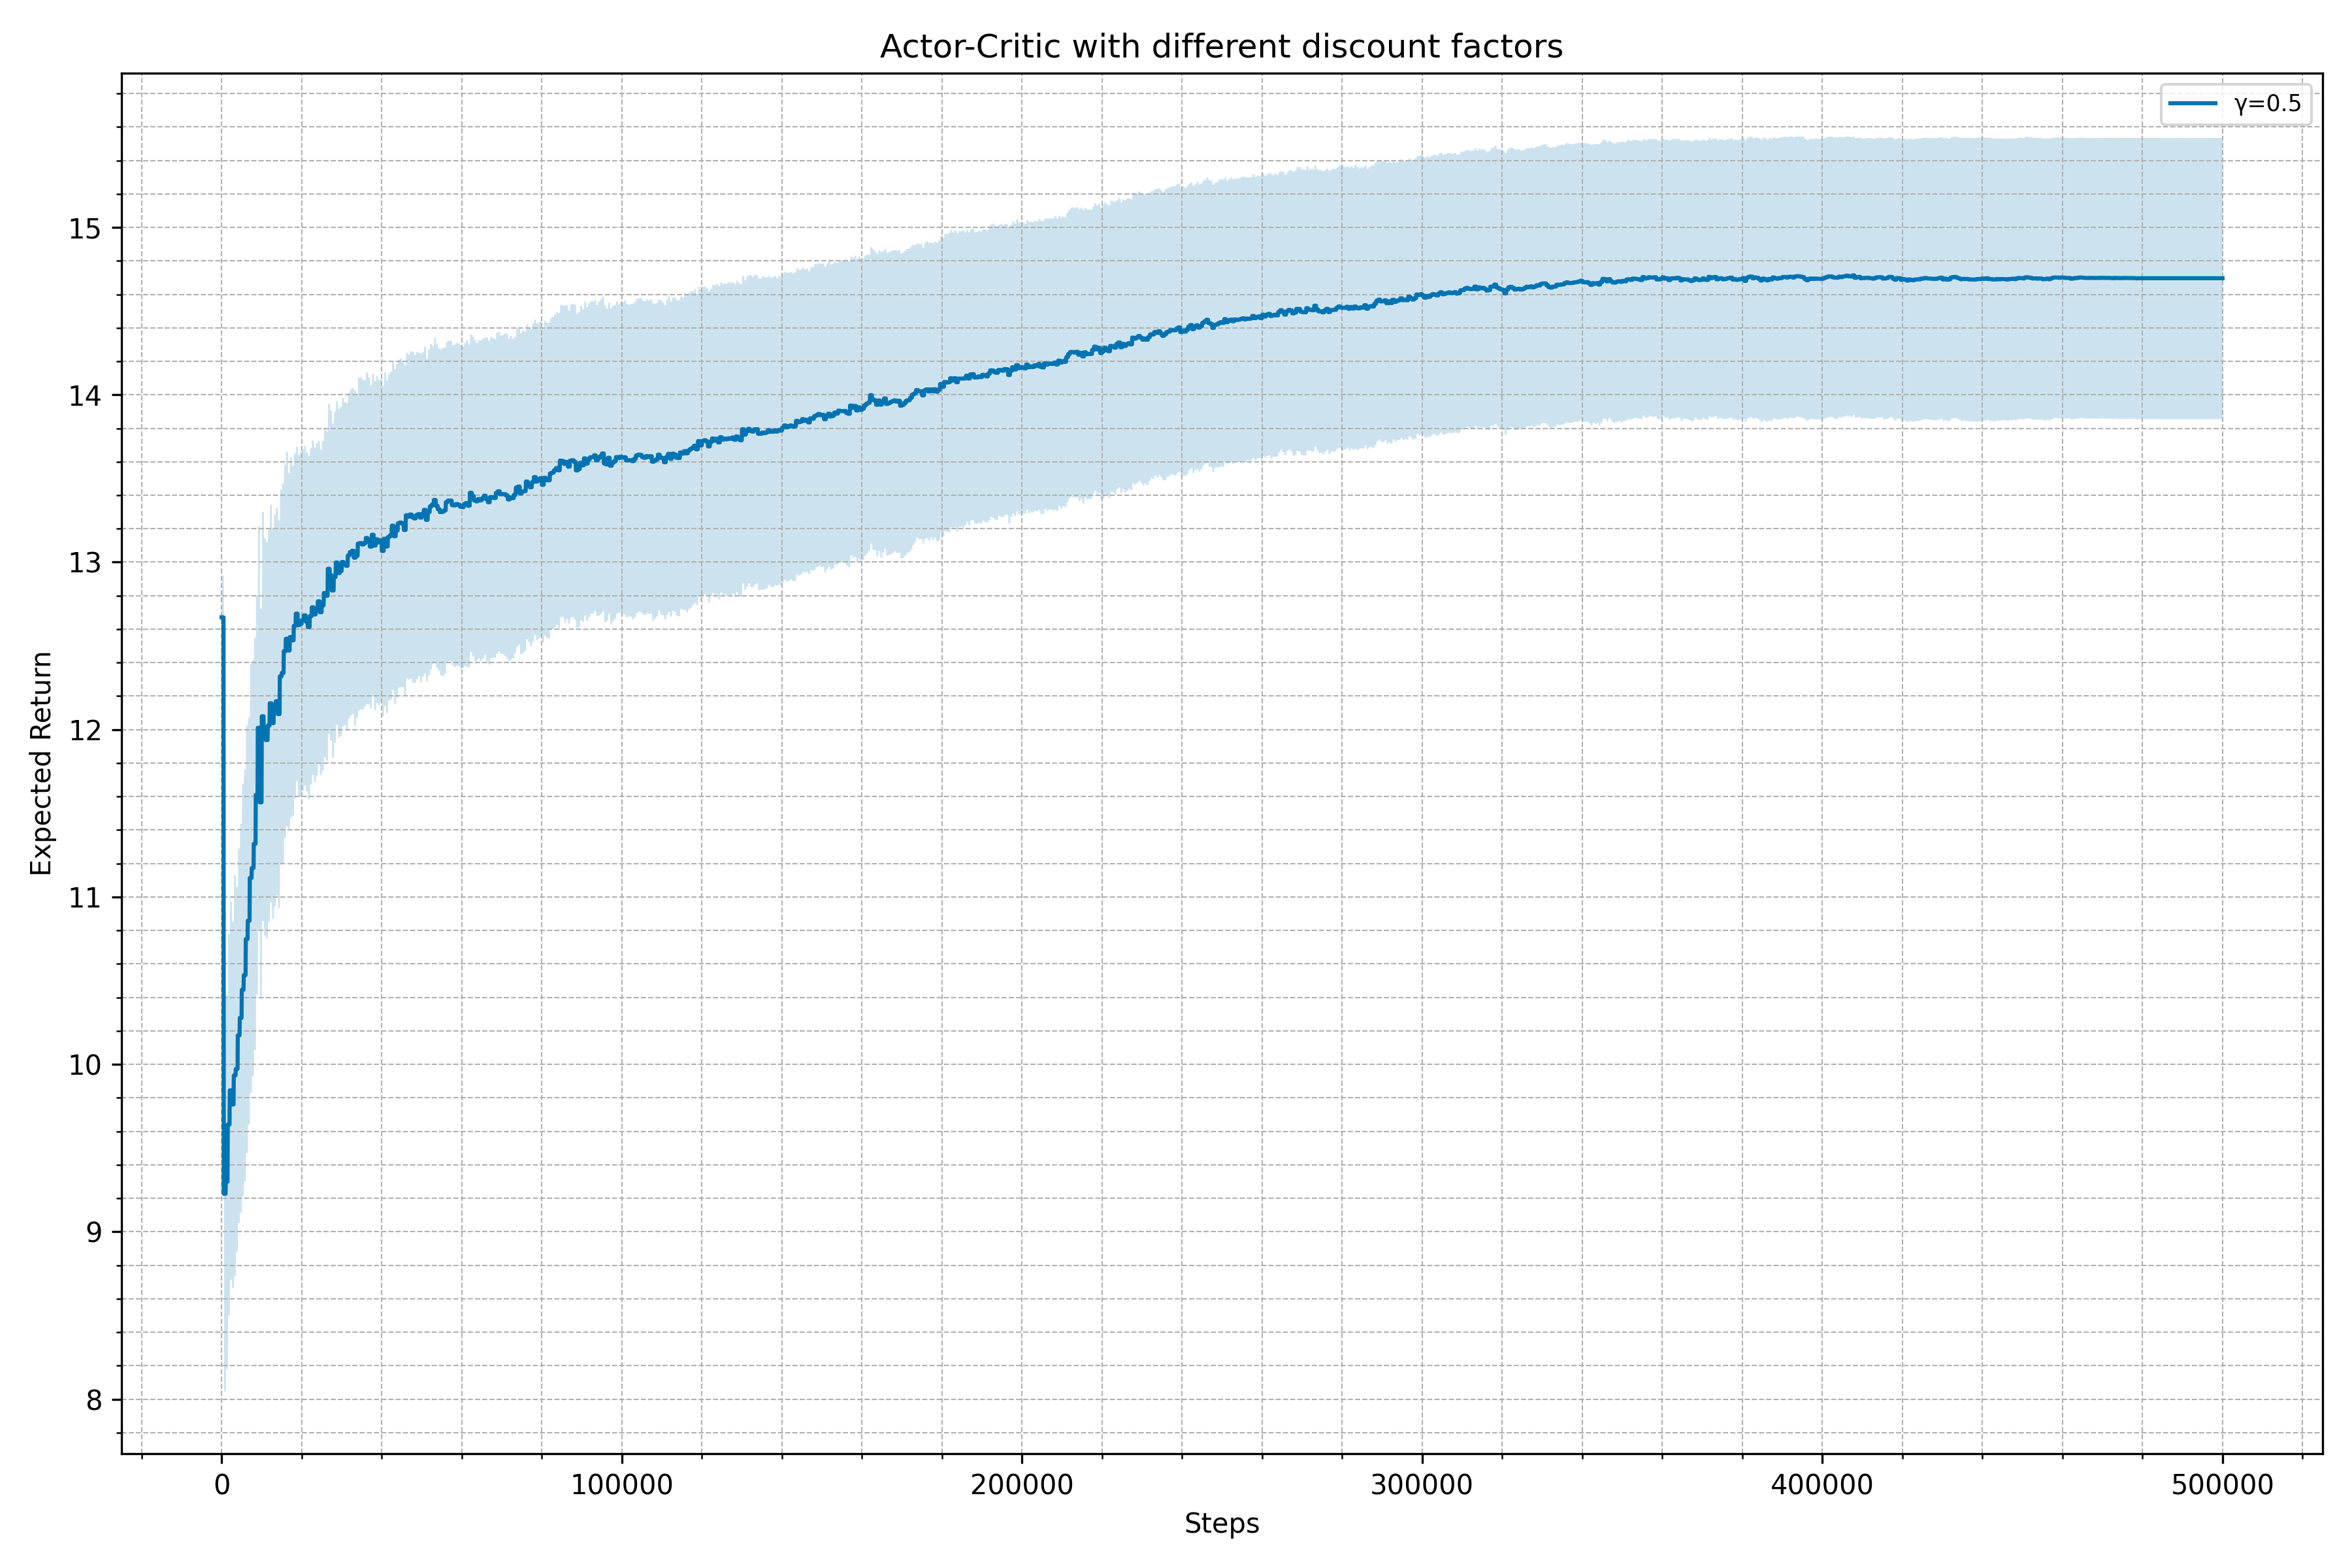 Actor-Critic with different discount factors
γ=0.5
Expected Return
15
14
13
12
11
10
9
8
0 100000 200000 300000 400000 500000
Steps